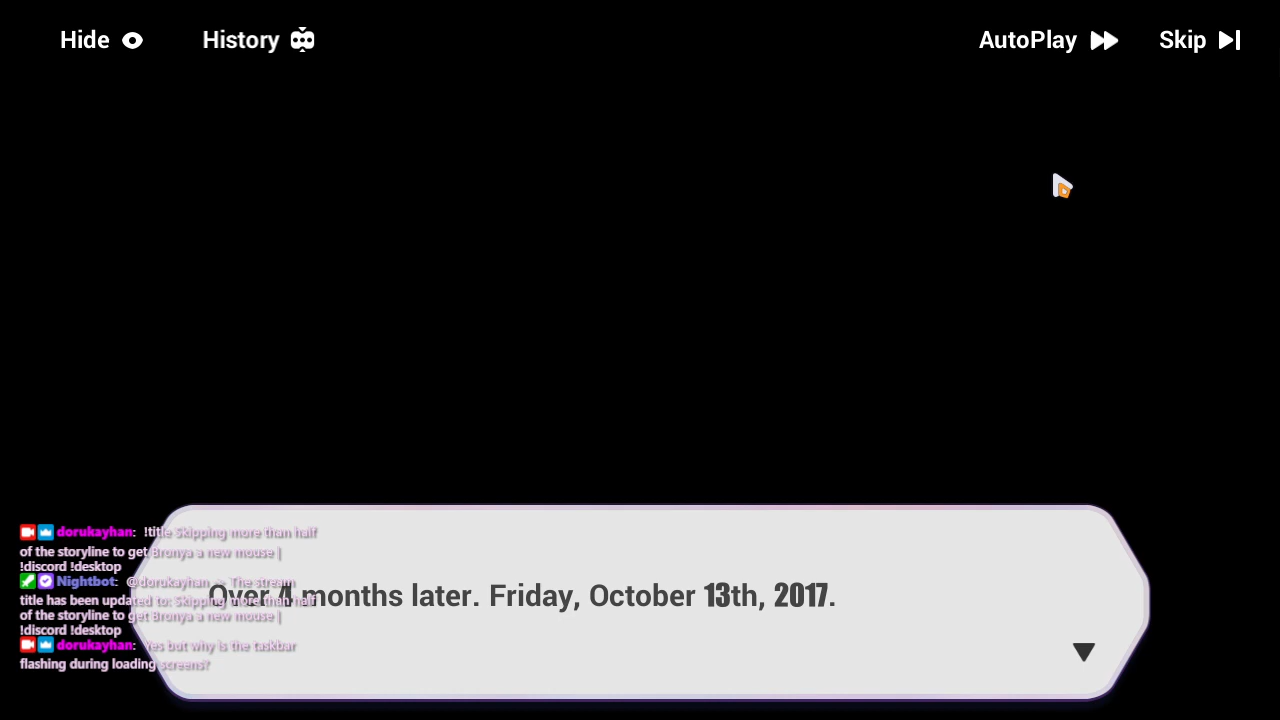 Hide
History
AutoPlay
Skip
dorukayhan: !title Skipping more than half
of the storyline to get Bronya a new mouse |
!discord !desktop
Nightbot: @dorukayhan -> The stream
title has been updated to: Skipping more than half
of the storyline to get Bronya a new mouse |
!discord !desktop
dorukayhan: Yes but why is the taskbar
flashing during loading screens?
Over 4 months later. Friday, October 13th, 2017.